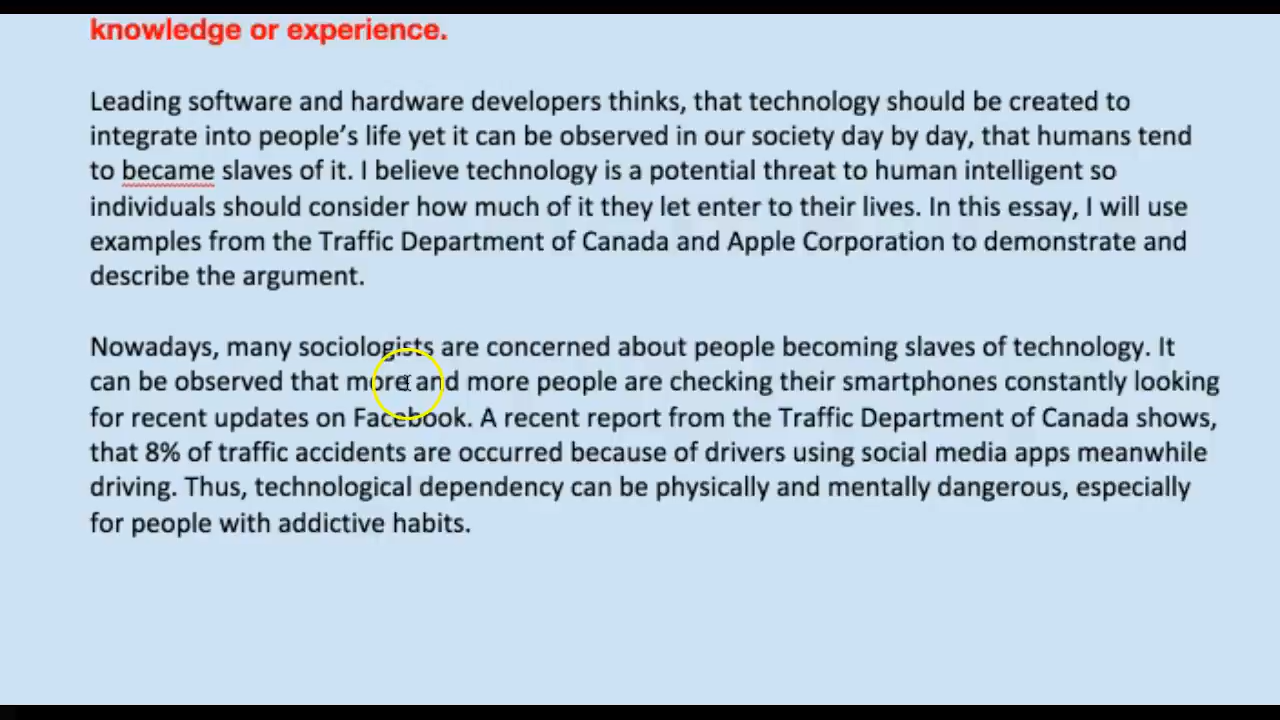 knowledge or experience.
Leading software and hardware developers thinks, that technology should be created to
integrate into people's life yet it can be observed in our society day by day, that humans tend
to became slaves of it. I believe technology is a potential threat to human intelligent so
individuals should consider how much of it they let enter to their lives. In this essay, I will use
examples from the Traffic Department of Canada and Apple Corporation to demonstrate and
describe the argument.
Nowadays, many sociologists are concerned about people becoming slaves of technology. It
can be observed that more and more people are checking their smartphones constantly looking
for recent updates on Facebook. A recent report from the Traffic Department of Canada shows,
that 8% of traffic accidents are occurred because of drivers using social media apps meanwhile
driving. Thus, technological dependency can be physically and mentally dangerous, especially
for people with addictive habits.